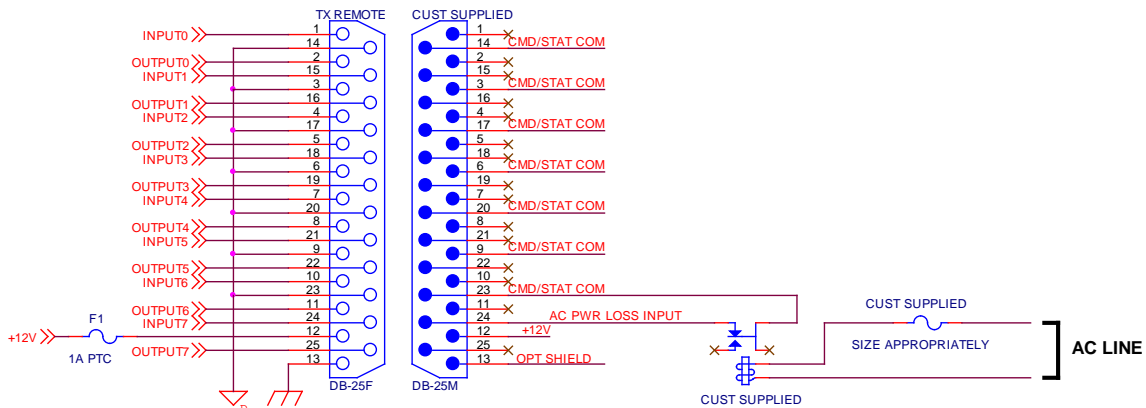 TX REMOTE
CUST SUPPLIED
INPUT0
1
14
OUTPUT0
2
INPUT1
15
3
OUTPUT1
16
INPUT2
4
17
OUTPUT2
5
INPUT3
18
6
OUTPUT3
19
INPUT4
7
20
OUTPUT4
8
INPUT5
21
9
OUTPUT5
22
INPUT6
10
23
OUTPUT6
11
INPUT7
24
+12V
F1
1A PTC
12
OUTPUT7
25
13
DB-25F
1
14
CMD/STAT COM
2
15
3
CMD/STAT COM
16
4
17
CMD/STAT COM
5
18
6
CMD/STAT COM
19
7
20
CMD/STAT COM
8
21
9
CMD/STAT COM
22
10
23
CMD/STAT COM
11
24
AC PWR LOSS INPUT
12
+12V
25
13
OPT SHIELD
DB-25M
CUST SUPPLIED
SIZE APPROPRIATELY
AC LINE
CUST SUPPLIED